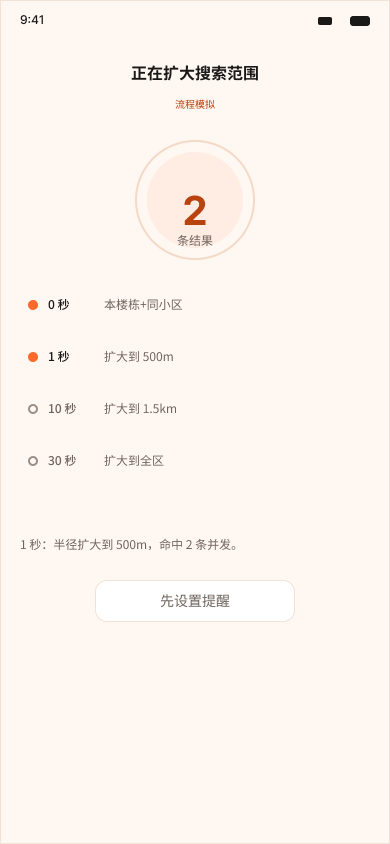 9:41
正在扩大搜索范围
流程模拟
2
条结果
0 秒 本楼栋+同小区
1 秒 扩大到 500m
10 秒 扩大到 1.5km
30 秒 扩大到全区
1 秒：半径扩大到 500m，命中 2 条并发。
先设置提醒